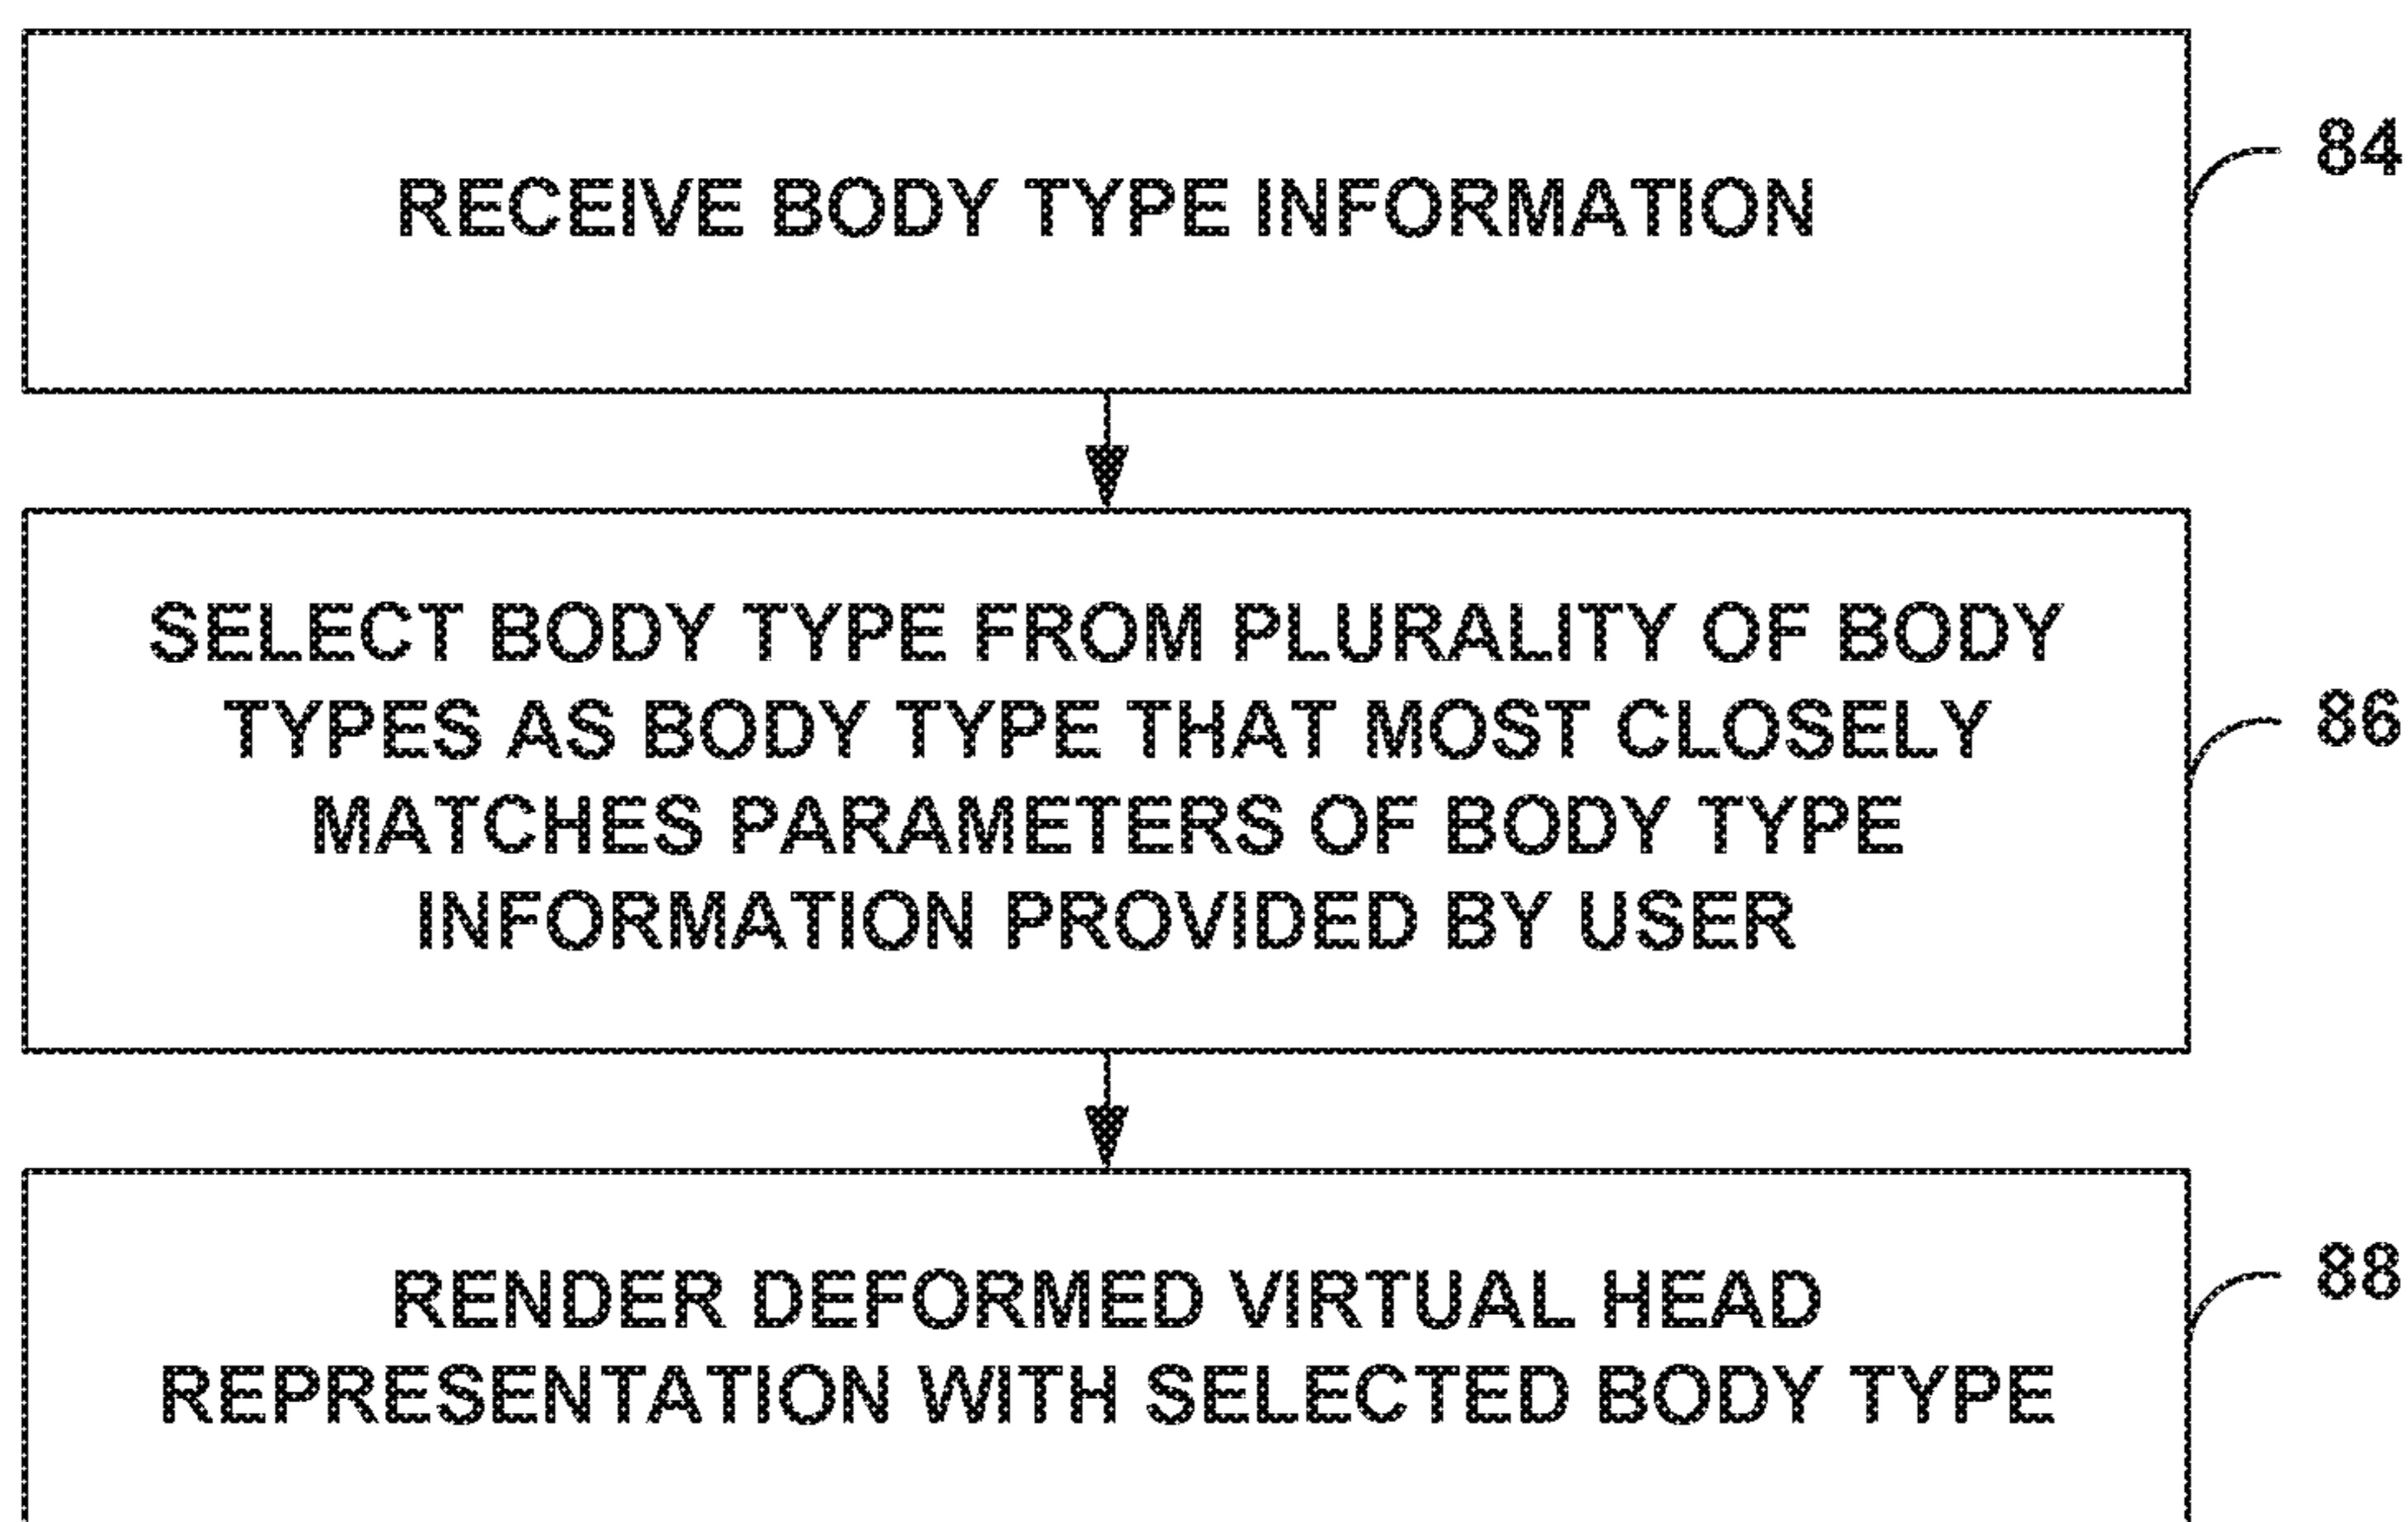 RECEIVE BODY TYPE INFORMATION
84
SELECT BODY TYPE FROM PLURALITY OF BODY
TYPES AS BODY TYPE THAT MOST CLOSELY
MATCHES PARAMETERS OF BODY TYPE
INFORMATION PROVIDED BY USER
86
RENDER DEFORMED VIRTUAL HEAD
REPRESENTATION WITH SELECTED BODY TYPE
88